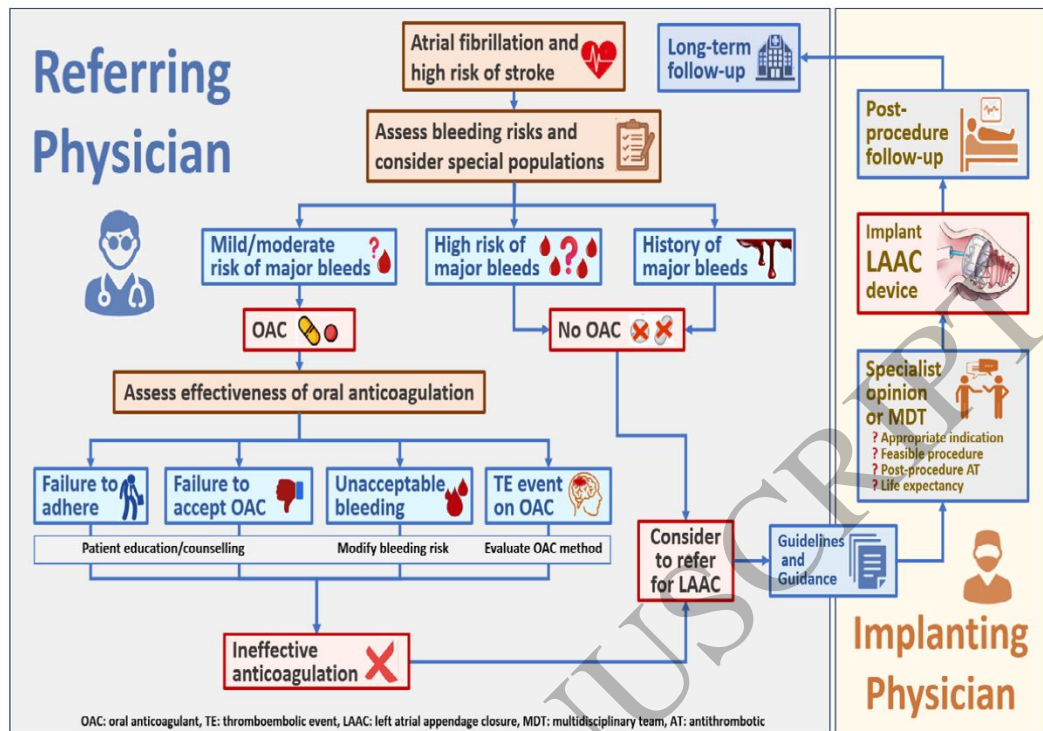 Referring
Physician
Atrial fibrillation and
high risk of stroke
Long-term
follow-up
Assess bleeding risks and
consider special populations
Mild/moderate
risk of major bleeds
?
High risk of
major bleeds
?
History of
major bleeds
OAC
No OAC
Assess effectiveness of oral anticoagulation
Failure to
adhere
Failure to
accept OAC
Unacceptable
bleeding
TE event
on OAC
Patient education/counselling
Modify bleeding risk
Evaluate OAC method
Ineffective
anticoagulation
Consider
to refer
for LAAC
Guidelines
and
Guidance
Post-
procedure
follow-up
Implant
LAAC
device
Specialist
opinion
or MDT
? Appropriate indication
? Feasible procedure
? Post-procedure AT
? Life expectancy
Implanting
Physician
OAC: oral anticoagulant, TE: thromboembolic event, LAAC: left atrial appendage closure, MDT: multidisciplinary team, AT: antithrombotic
USCRIPT